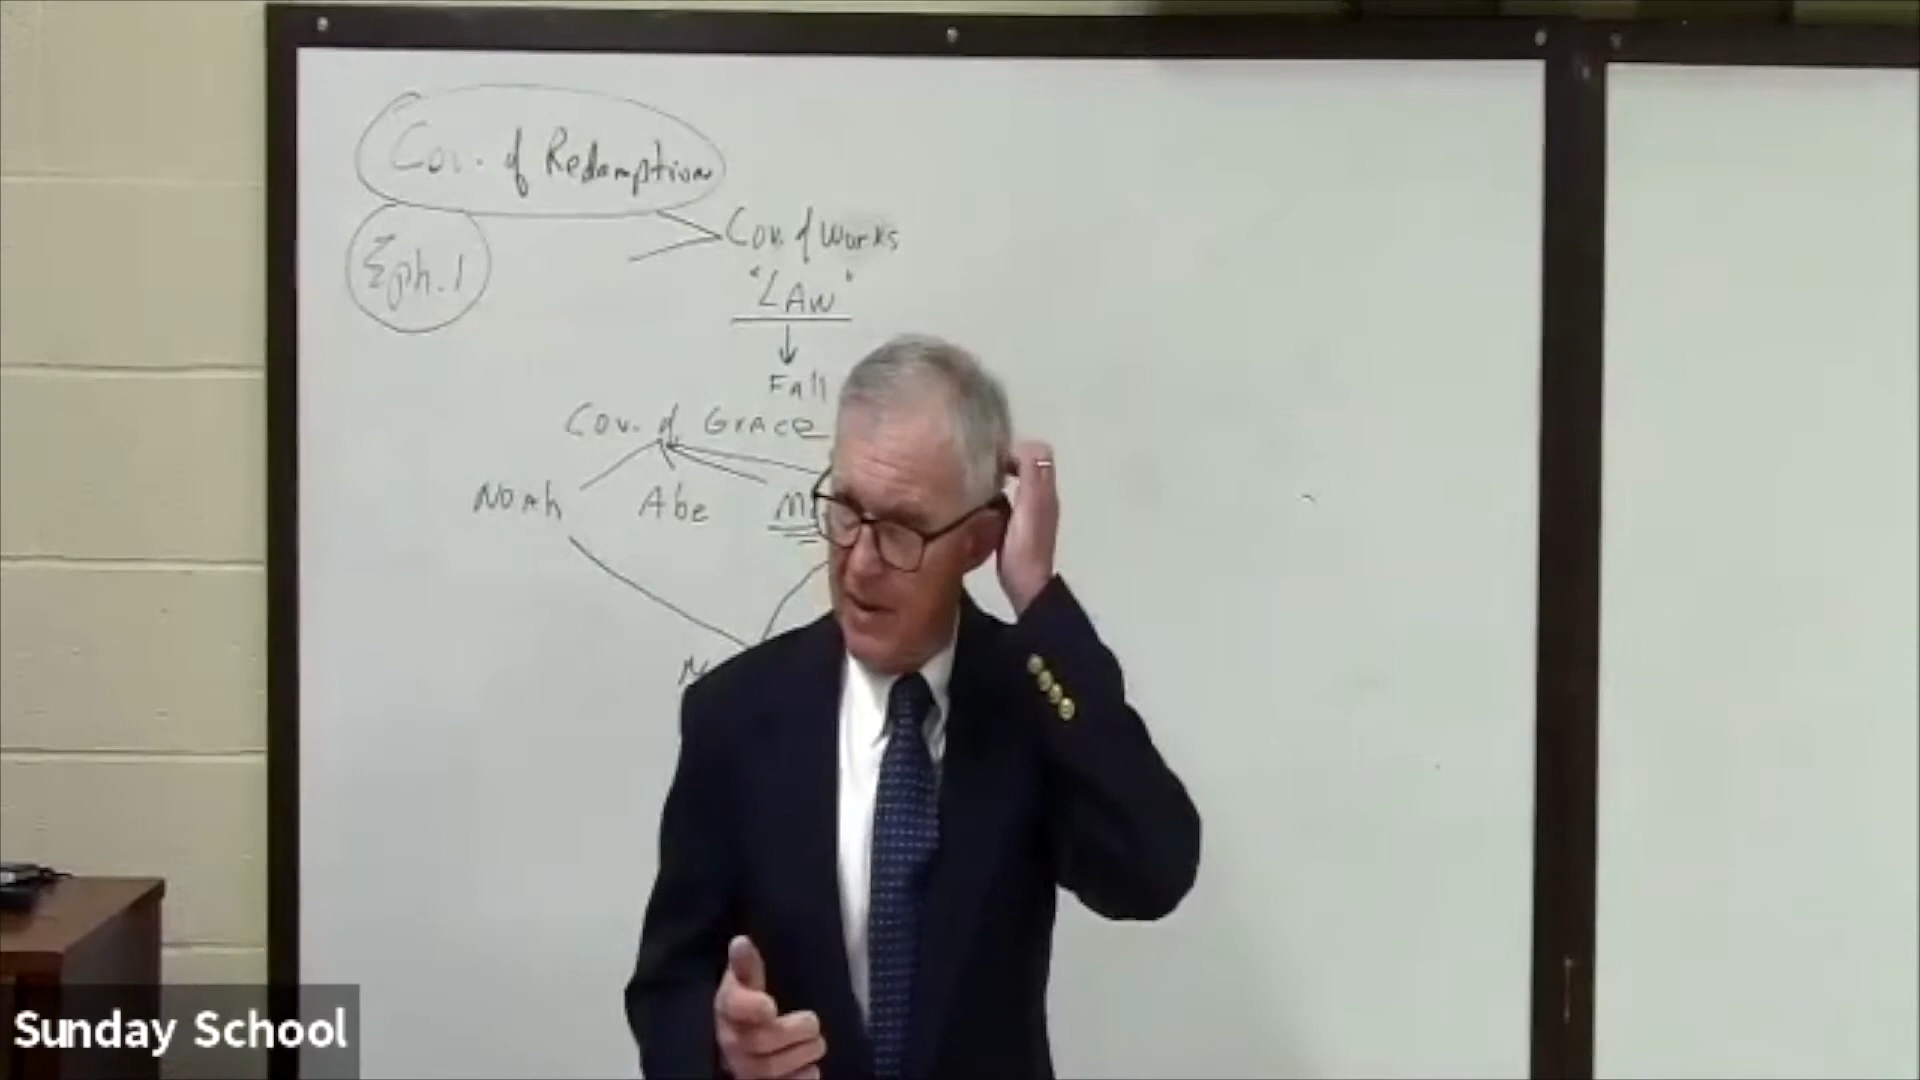 Cov. of Redemption
Eph. 1
Cov. of Works
"LAW"
Fall
Cov. of Grace
Noah Abe
Sunday School